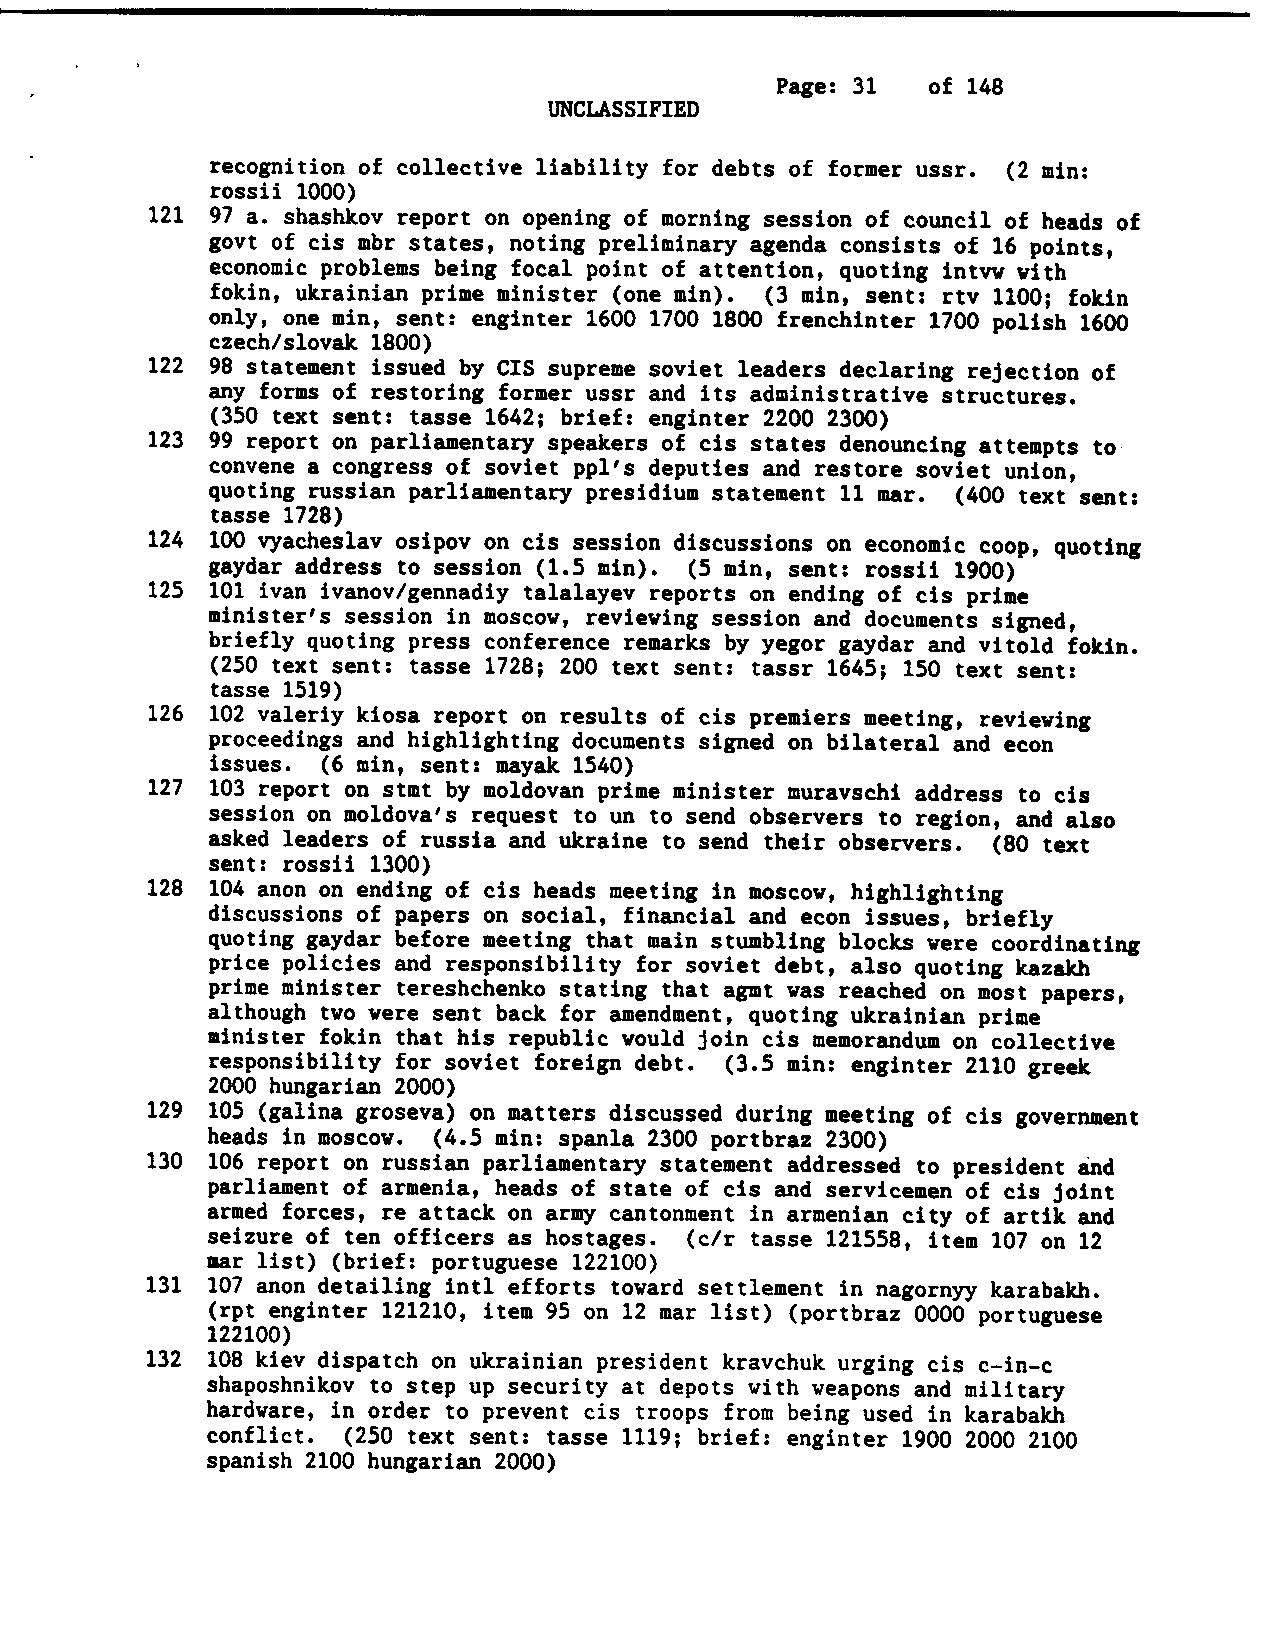 Page: 31 of 148
UNCLASSIFIED
recognition of collective liability for debts of former ussr. (2 min:
rossii 1000)
121 97 a. shashkov report on opening of morning session of council of heads of
govt of cis mbr states, noting preliminary agenda consists of 16 points,
economic problems being focal point of attention, quoting intvw with
fokin, ukrainian prime minister (one min). (3 min, sent: rtv 1100; fokin
only, one min, sent: enginter 1600 1700 1800 frenchinter 1700 polish 1600
czech/slovak 1800)
122 98 statement issued by CIS supreme soviet leaders declaring rejection of
any forms of restoring former ussr and its administrative structures.
(350 text sent: tasse 1642; brief: enginter 2200 2300)
123 99 report on parliamentary speakers of cis states denouncing attempts to
convene a congress of soviet ppl's deputies and restore soviet union,
quoting russian parliamentary presidium statement 11 mar. (400 text sent:
tasse 1728)
124 100 vyacheslav osipov on cis session discussions on economic coop, quoting
gaydar address to session (1.5 min). (5 min, sent: rossii 1900)
125 101 ivan ivanov/gennadiy talalayev reports on ending of cis prime
minister's session in moscow, reviewing session and documents signed,
briefly quoting press conference remarks by yegor gaydar and vitold fokin.
(250 text sent: tasse 1728; 200 text sent: tassr 1645; 150 text sent:
tasse 1519)
126 102 valeriy kiosa report on results of cis premiers meeting, reviewing
proceedings and highlighting documents signed on bilateral and econ
issues. (6 min, sent: mayak 1540)
127 103 report on stmt by moldovan prime minister muravschi address to cis
session on moldova's request to un to send observers to region, and also
asked leaders of russia and ukraine to send their observers. (80 text
sent: rossii 1300)
128 104 anon on ending of cis heads meeting in moscow, highlighting
discussions of papers on social, financial and econ issues, briefly
quoting gaydar before meeting that main stumbling blocks were coordinating
price policies and responsibility for soviet debt, also quoting kazakh
prime minister tereshchenko stating that agmt was reached on most papers,
although two were sent back for amendment, quoting ukrainian prime
minister fokin that his republic would join cis memorandum on collective
responsibility for soviet foreign debt. (3.5 min: enginter 2110 greek
2000 hungarian 2000)
129 105 (galina groseva) on matters discussed during meeting of cis government
heads in moscow. (4.5 min: spanla 2300 portbraz 2300)
130 106 report on russian parliamentary statement addressed to president and
parliament of armenia, heads of state of cis and servicemen of cis joint
armed forces, re attack on army cantonment in armenian city of artik and
seizure of ten officers as hostages. (c/r tasse 121558, item 107 on 12
mar list) (brief: portuguese 122100)
131 107 anon detailing intl efforts toward settlement in nagornyy karabakh.
(rpt enginter 121210, item 95 on 12 mar list) (portbraz 0000 portuguese
122100)
132 108 kiev dispatch on ukrainian president kravchuk urging cis c-in-c
shaposhnikov to step up security at depots with weapons and military
hardware, in order to prevent cis troops from being used in karabakh
conflict. (250 text sent: tasse 1119; brief: enginter 1900 2000 2100
spanish 2100 hungarian 2000)